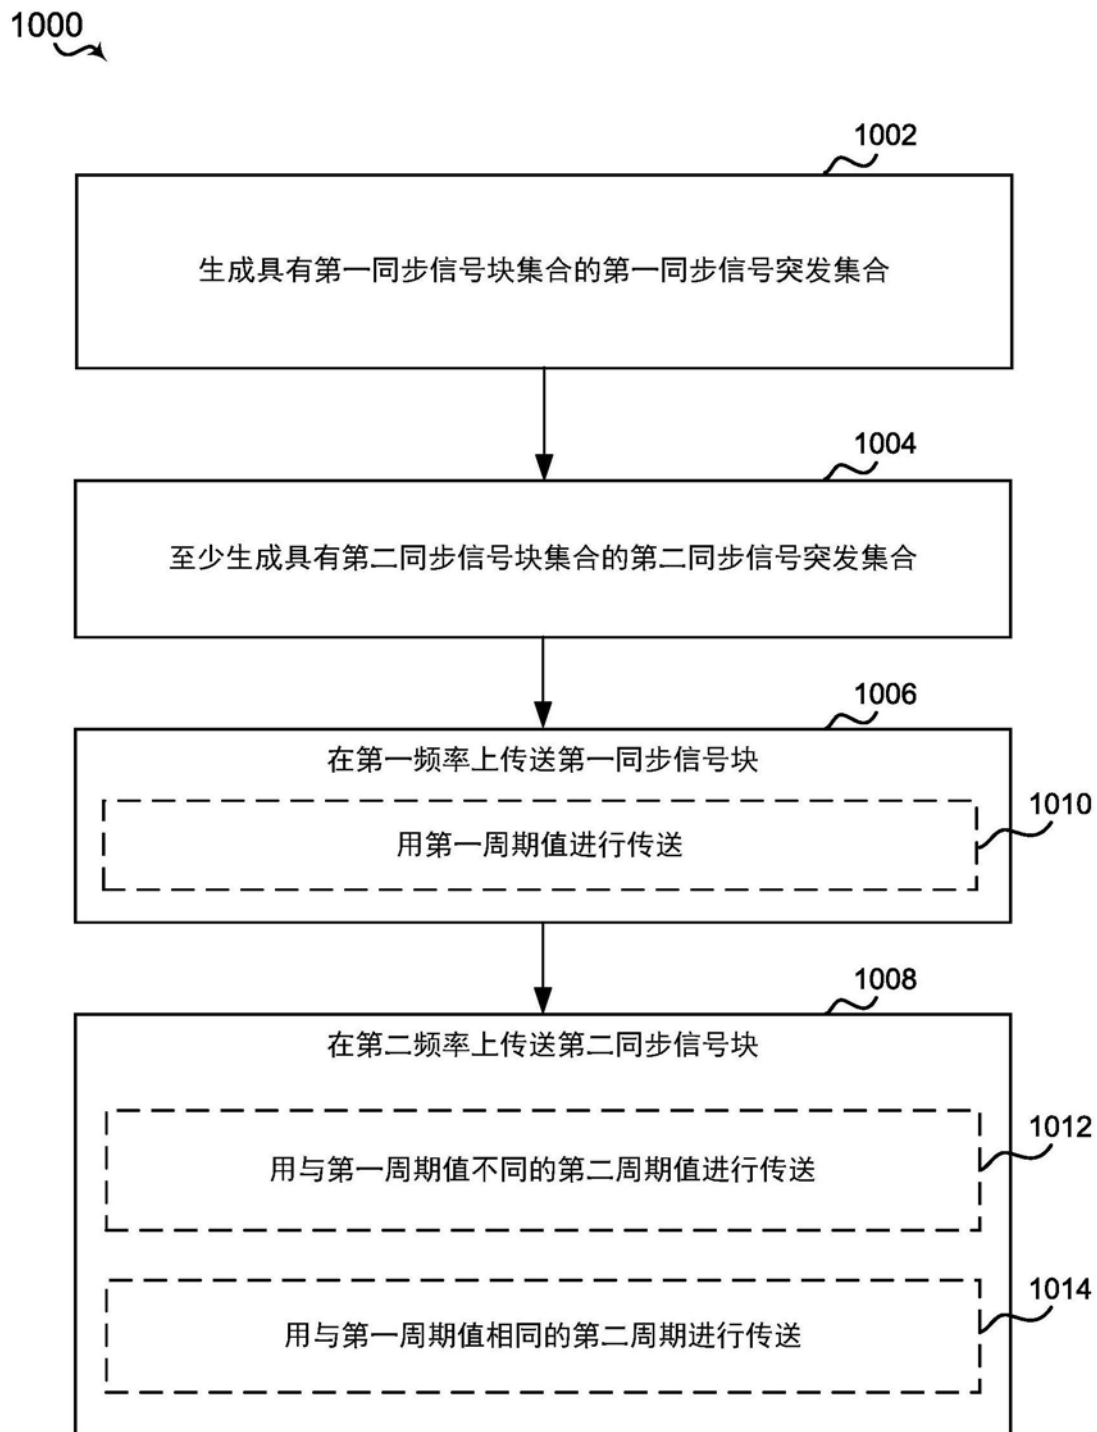 1000
1002
生成具有第一同步信号块集合的第一同步信号突发集合
1004
至少生成具有第二同步信号块集合的第二同步信号突发集合
1006
在第一频率上传送第一同步信号块
1010
用第一周期值进行传送
1008
在第二频率上传送第二同步信号块
1012
用与第一周期值不同的第二周期值进行传送
1014
用与第一周期值相同的第二周期进行传送